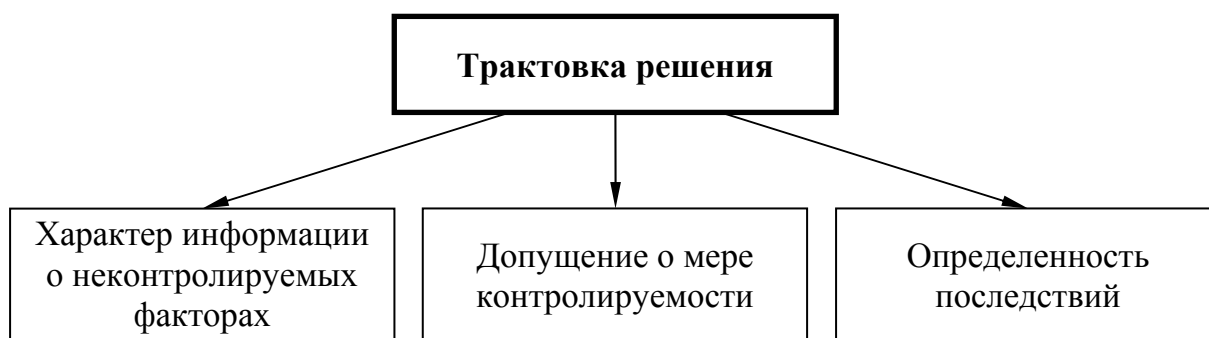 Трактовка решения
Характер информации
о неконтролируемых
факторах
Допущение о мере
контролируемости
Определенность
последствий